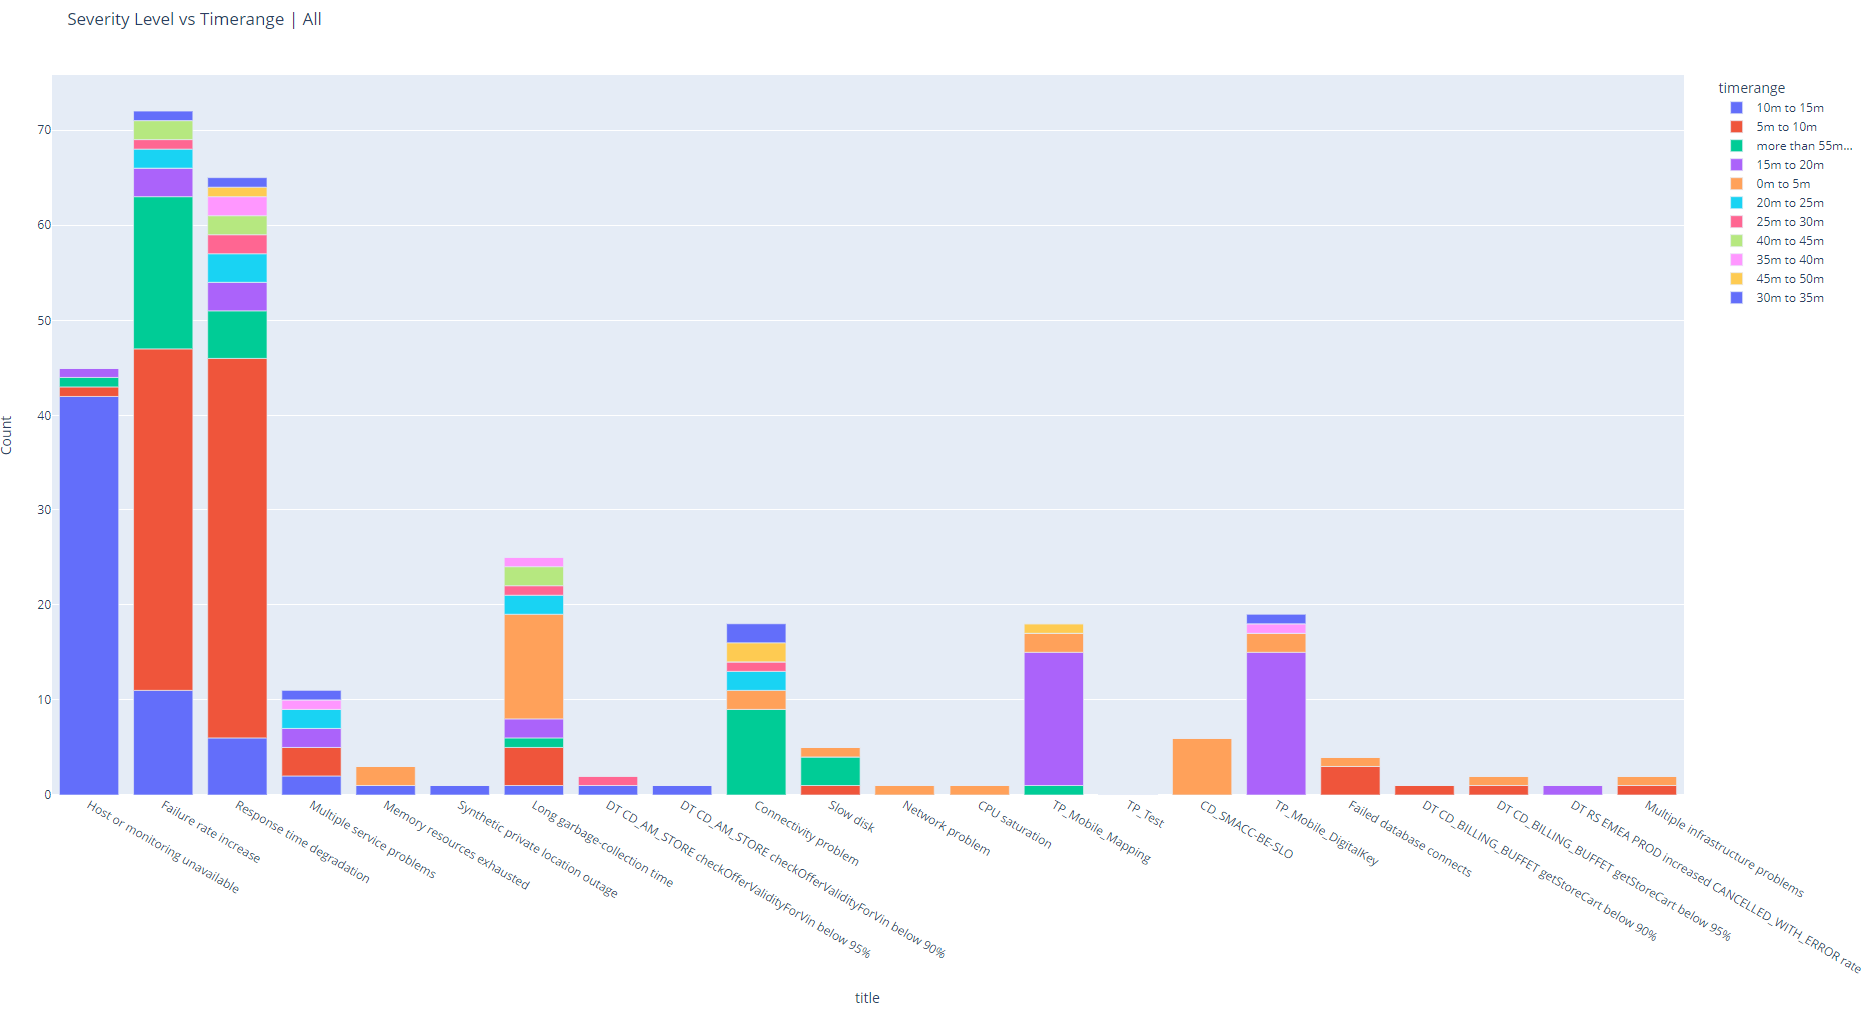 Severity Level vs Timerange | All
timerange
10m to 15m
5m to 10m
more than 55m...
15m to 20m
0m to 5m
20m to 25m
25m to 30m
40m to 45m
35m to 40m
45m to 50m
30m to 35m
Count
70
60
50
40
30
20
10
0
Host or monitoring unavailable
Failure rate increase
Response time degradation
Multiple service problems
Memory resources exhausted
Synthetic private location outage
Long garbage-collection time
DT CD_AM_STORE checkOfferValidityForVin below 95%
DT CD_AM_STORE checkOfferValidityForVin below 90%
Connectivity problem
Slow disk
Network problem
CPU saturation
TP_Mobile_Mapping
TP_Test
CD_SMACC-BE-SLO
TP_Mobile_DigitalKey
Failed database connects
DT CD_BILLING_BUFFET getStoreCart below 90%
DT CD_BILLING_BUFFET getStoreCart below 95%
DT RS EMEA PROD increased CANCELLED_WITH_ERROR rate
Multiple infrastructure problems
title